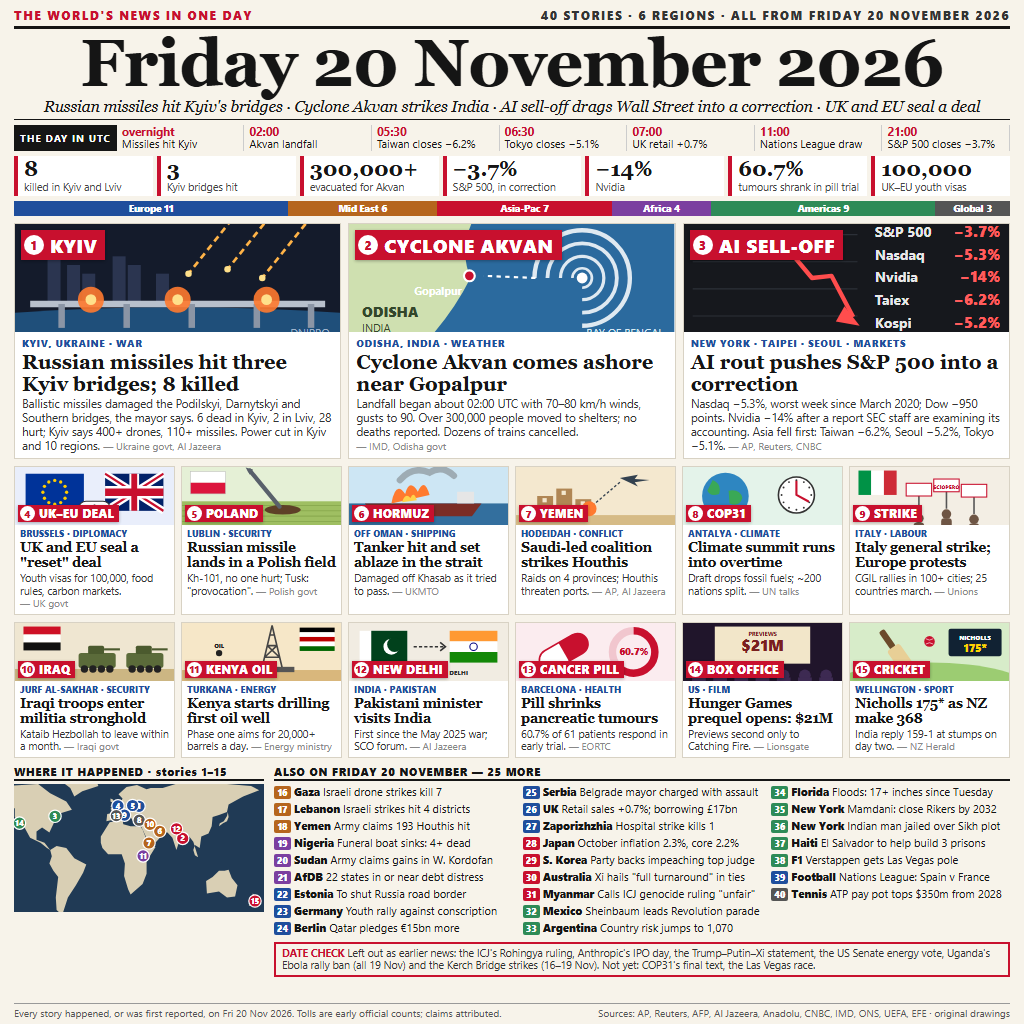 THE WORLD'S NEWS IN ONE DAY
40 STORIES · 6 REGIONS · ALL FROM FRIDAY 20 NOVEMBER 2026
Friday 20 November 2026
Russian missiles hit Kyiv's bridges · Cyclone Akvan strikes India · AI sell-off drags Wall Street into a correction · UK and EU seal a deal
THE DAY IN UTC
overnight
Missiles hit Kyiv
02:00
Akvan landfall
05:30
Taiwan closes −6.2%
06:30
Tokyo closes −5.1%
07:00
UK retail +0.7%
11:00
Nations League draw
21:00
S&P 500 closes −3.7%
8
killed in Kyiv and Lviv
3
Kyiv bridges hit
300,000+
evacuated for Akvan
−3.7%
S&P 500, in correction
−14%
Nvidia
60.7%
tumours shrank in pill trial
100,000
UK–EU youth visas
Europe 11
Mid East 6
Asia-Pac 7
Africa 4
Americas 9
Global 3
1 KYIV
DNIPRO
KYIV, UKRAINE · WAR
Russian missiles hit three
Kyiv bridges; 8 killed
Ballistic missiles damaged the Podilskyi, Darnytskyi and
Southern bridges, the mayor says. 6 dead in Kyiv, 2 in Lviv, 28
hurt; Kyiv says 400+ drones, 110+ missiles. Power cut in Kyiv
and 10 regions. — Ukraine govt, Al Jazeera
2 CYCLONE AKVAN
Gopalpur
ODISHA
INDIA
BAY OF BENGAL
ODISHA, INDIA · WEATHER
Cyclone Akvan comes ashore
near Gopalpur
Landfall began about 02:00 UTC with 70–80 km/h winds,
gusts to 90. Over 300,000 people moved to shelters; no
deaths reported. Dozens of trains cancelled.
— IMD, Odisha govt
3 AI SELL-OFF
S&P 500 −3.7%
Nasdaq −5.3%
Nvidia −14%
Taiex −6.2%
Kospi −5.2%
NEW YORK · TAIPEI · SEOUL · MARKETS
AI rout pushes S&P 500 into a
correction
Nasdaq −5.3%, worst week since March 2020; Dow −950
points. Nvidia −14% after a report SEC staff are examining its
accounting. Asia fell first: Taiwan −6.2%, Seoul −5.2%, Tokyo
−5.1%. — AP, Reuters, CNBC
4 UK–EU DEAL
BRUSSELS · DIPLOMACY
UK and EU seal a
"reset" deal
Youth visas for 100,000, food
rules, carbon markets.
— UK govt
5 POLAND
LUBLIN · SECURITY
Russian missile
lands in a Polish field
Kh-101, no one hurt; Tusk:
"provocation". — Polish govt
6 HORMUZ
OFF OMAN · SHIPPING
Tanker hit and set
ablaze in the strait
Damaged off Khasab as it tried
to pass. — UKMTO
7 YEMEN
HODEIDAH · CONFLICT
Saudi-led coalition
strikes Houthis
Raids on 4 provinces; Houthis
threaten ports. — AP, Al Jazeera
8 COP31
ANTALYA · CLIMATE
Climate summit runs
into overtime
Draft drops fossil fuels; ~200
nations split. — UN talks
SCIOPERO
9 STRIKE
ITALY · LABOUR
Italy general strike;
Europe protests
CGIL rallies in 100+ cities; 25
countries march. — Unions
10 IRAQ
JURF AL-SAKHAR · SECURITY
Iraqi troops enter
militia stronghold
Kataib Hezbollah to leave within
a month. — Iraqi govt
OIL
11 KENYA OIL
TURKANA · ENERGY
Kenya starts drilling
first oil well
Phase one aims for 20,000+
barrels a day. — Energy ministry
12 NEW DELHI
DELHI
INDIA · PAKISTAN
Pakistani minister
visits India
First since the May 2025 war;
SCO forum. — Al Jazeera
60.7%
13 CANCER PILL
BARCELONA · HEALTH
Pill shrinks
pancreatic tumours
60.7% of 61 patients respond in
early trial. — EORTC
PREVIEWS
$21M
14 BOX OFFICE
US · FILM
Hunger Games
prequel opens: $21M
Previews second only to
Catching Fire. — Lionsgate
NICHOLLS
175*
15 CRICKET
WELLINGTON · SPORT
Nicholls 175* as NZ
make 368
India reply 159-1 at stumps on
day two. — NZ Herald
WHERE IT HAPPENED · stories 1–15
14
3
4
5
1
13
9
8
10
6
7
12
2
11
15
ALSO ON FRIDAY 20 NOVEMBER — 25 MORE
16 Gaza Israeli drone strikes kill 7
17 Lebanon Israeli strikes hit 4 districts
18 Yemen Army claims 193 Houthis hit
19 Nigeria Funeral boat sinks: 4+ dead
20 Sudan Army claims gains in W. Kordofan
21 AfDB 22 states in or near debt distress
22 Estonia To shut Russia road border
23 Germany Youth rally against conscription
24 Berlin Qatar pledges €15bn more
25 Serbia Belgrade mayor charged with assault
26 UK Retail sales +0.7%; borrowing £17bn
27 Zaporizhzhia Hospital strike kills 1
28 Japan October inflation 2.3%, core 2.2%
29 S. Korea Party backs impeaching top judge
30 Australia Xi hails "full turnaround" in ties
31 Myanmar Calls ICJ genocide ruling "unfair"
32 Mexico Sheinbaum leads Revolution parade
33 Argentina Country risk jumps to 1,070
34 Florida Floods: 17+ inches since Tuesday
35 New York Mamdani: close Rikers by 2032
36 New York Indian man jailed over Sikh plot
37 Haiti El Salvador to help build 3 prisons
38 F1 Verstappen gets Las Vegas pole
39 Football Nations League: Spain v France
40 Tennis ATP pay pot tops $350m from 2028
DATE CHECK Left out as earlier news: the ICJ's Rohingya ruling, Anthropic's IPO day, the Trump–Putin–Xi statement, the US Senate energy vote, Uganda's
Ebola rally ban (all 19 Nov) and the Kerch Bridge strikes (16–19 Nov). Not yet: COP31's final text, the Las Vegas race.
Every story happened, or was first reported, on Fri 20 Nov 2026. Tolls are early official counts; claims attributed.
Sources: AP, Reuters, AFP, Al Jazeera, Anadolu, CNBC, IMD, ONS, UEFA, EFE · original drawings